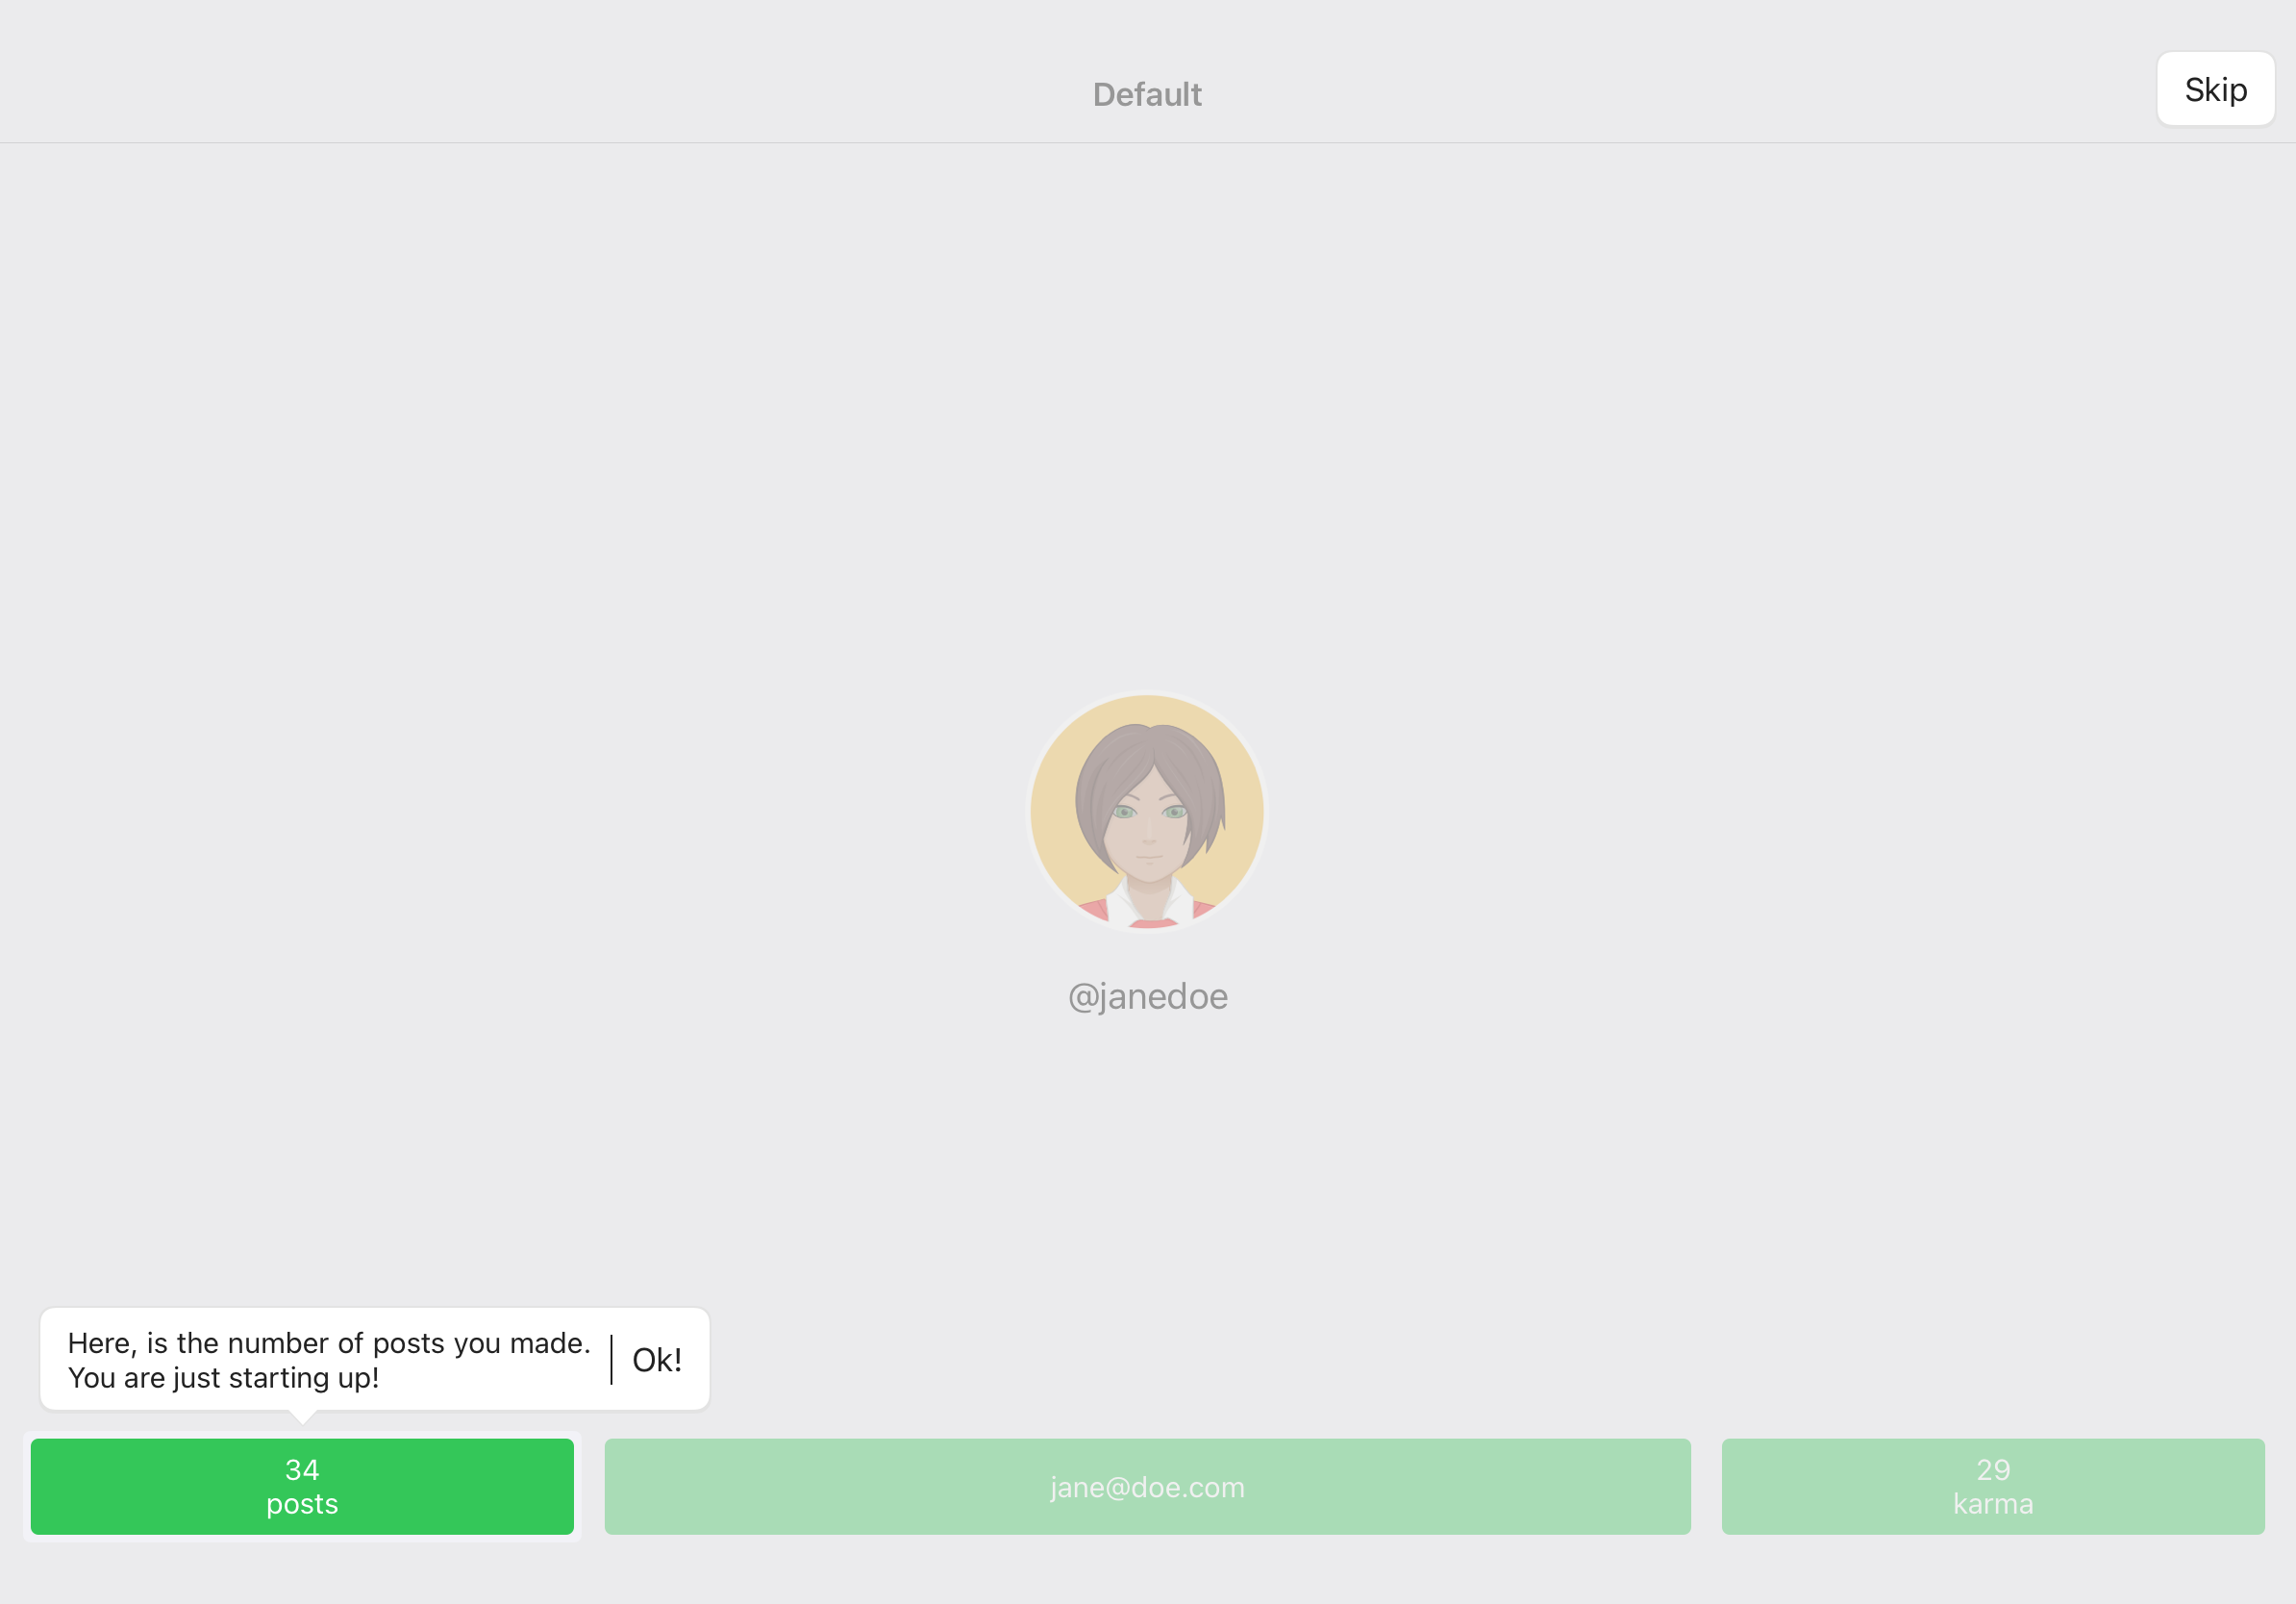 Default
Skip
@janedoe
Here, is the number of posts you made.
You are just starting up!
Ok!
34
posts
jane@doe.com
29
karma